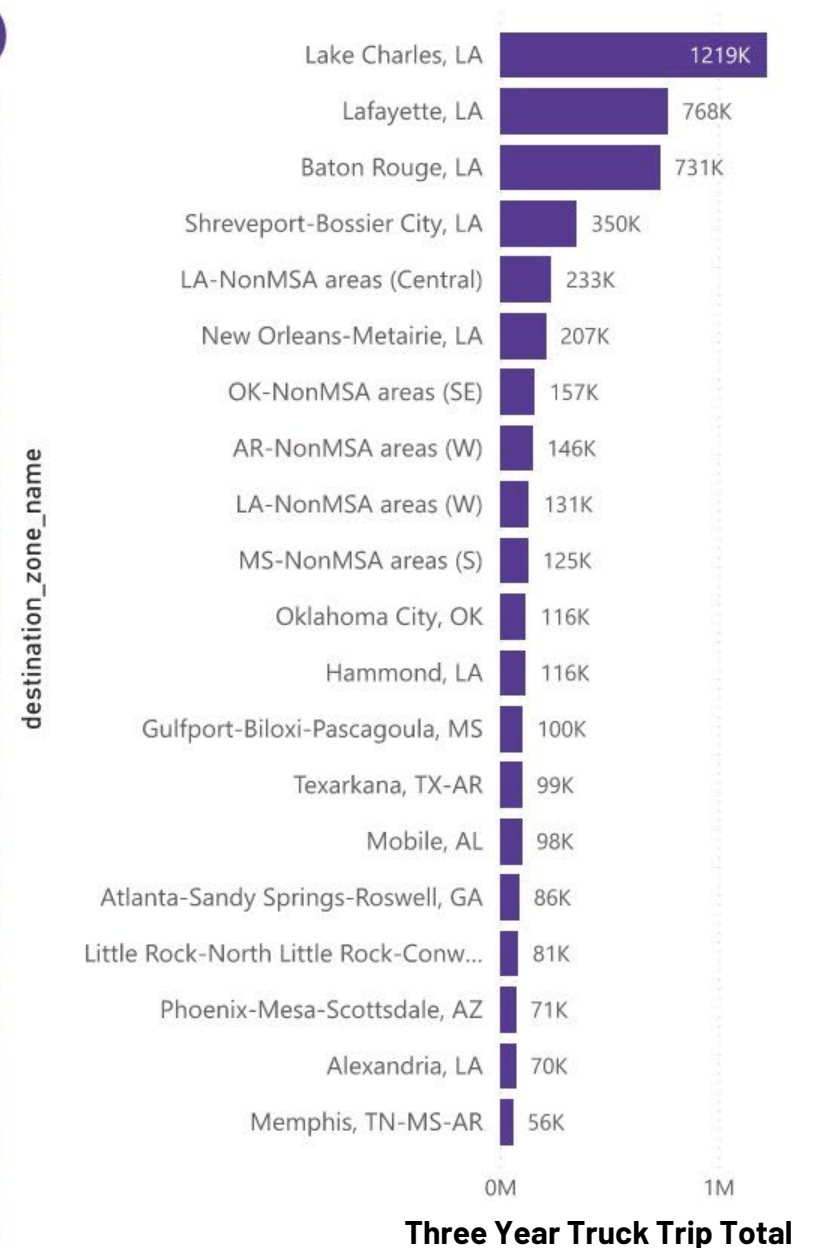 Lake Charles, LA 1219K
Lafayette, LA 768K
Baton Rouge, LA 731K
Shreveport-Bossier City, LA 350K
LA-NonMSA areas (Central) 233K
New Orleans-Metairie, LA 207K
OK-NonMSA areas (SE) 157K
AR-NonMSA areas (W) 146K
LA-NonMSA areas (W) 131K
MS-NonMSA areas (S) 125K
Oklahoma City, OK 116K
Hammond, LA 116K
Gulfport-Biloxi-Pascagoula, MS 100K
Texarkana, TX-AR 99K
Mobile, AL 98K
Atlanta-Sandy Springs-Roswell, GA 86K
Little Rock-North Little Rock-Conw... 81K
Phoenix-Mesa-Scottsdale, AZ 71K
Alexandria, LA 70K
Memphis, TN-MS-AR 56K
destination_zone_name
0M 1M
Three Year Truck Trip Total